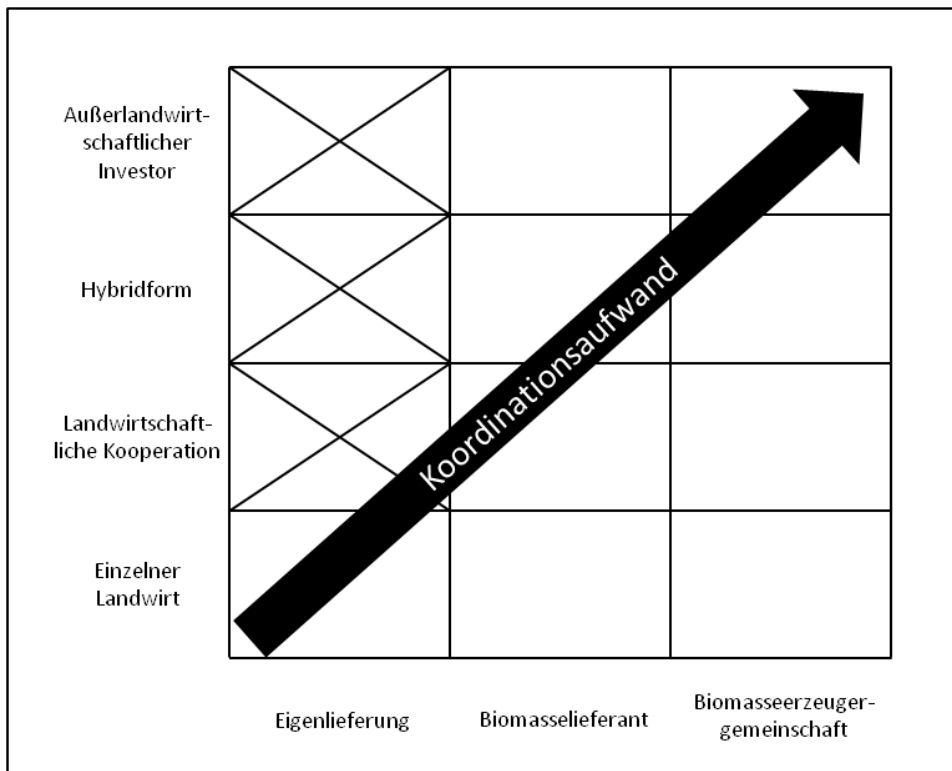 Außerlandwirt-
schaftlicher
Investor
Hybridform
Landwirtschaft-
liche Kooperation
Einzelner
Landwirt
Koordinationsaufwand
Eigenlieferung
Biomasselieferant
Biomasseerzeuger-
gemeinschaft